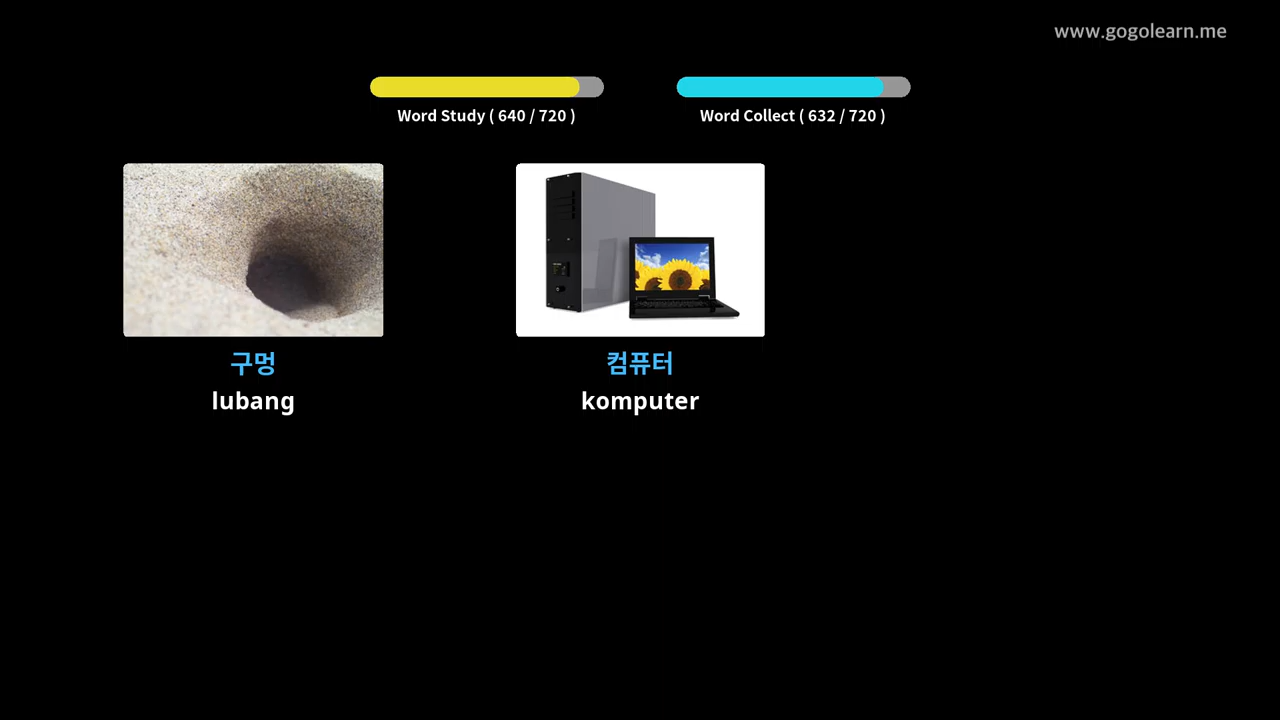 www.gogolearn.me
Word Study ( 640 / 720 )
Word Collect ( 632 / 720 )
구멍
lubang
컴퓨터
komputer